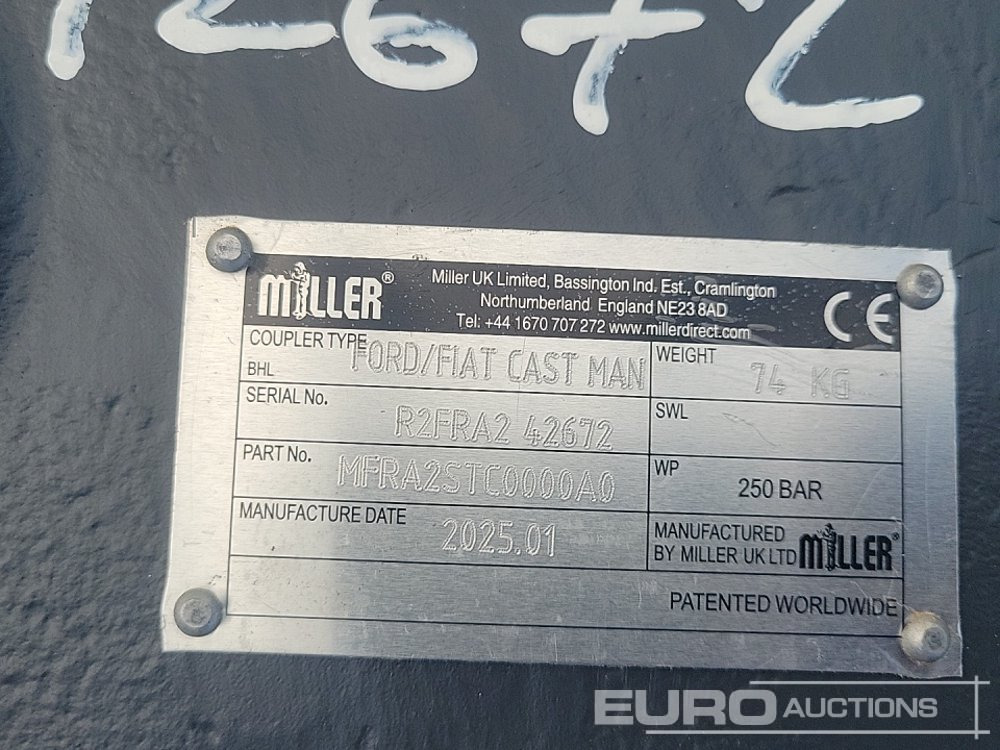 42672
MILLER®
Miller UK Limited, Bassington Ind. Est., Cramlington
Northumberland England NE23 8AD
Tel: +44 1670 707 272 www.millerdirect.com
CE
COUPLER TYPE FORD/FIAT CAST MAN
BHL
WEIGHT 74 KG
SERIAL No. R2FRA2 42672
SWL
PART No. MFRA2STC0000A0
WP 250 BAR
MANUFACTURE DATE 2025.01
MANUFACTURED
BY MILLER UK LTD MILLER®
PATENTED WORLDWIDE
EURO AUCTIONS